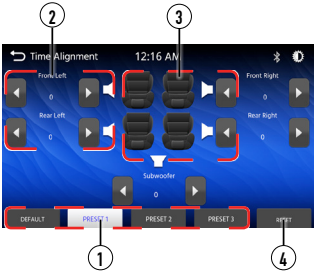 2 3
Time Alignment 12:16 AM
Front Left Front Right
0 0
Rear Left Rear Right
0 0
Subwoofer
0
DEFAULT PRESET 1 PRESET 2 PRESET 3 RESET
1 4